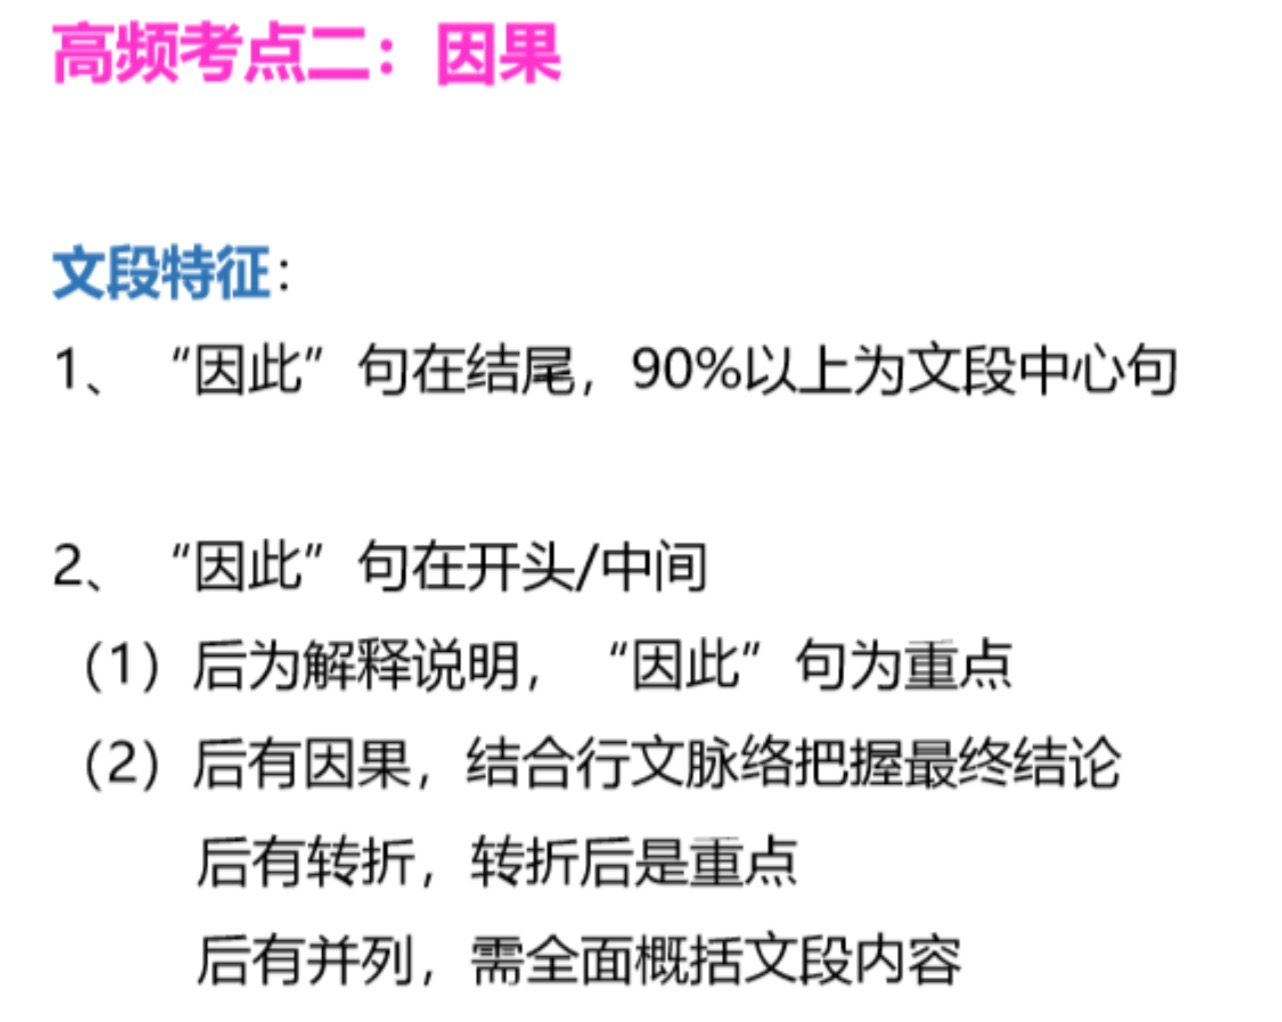 高频考点二：因果
文段特征：
1、 “因此”句在结尾，90%以上为文段中心句
2、 “因此”句在开头/中间
（1）后为解释说明，“因此”句为重点
（2）后有因果，结合行文脉络把握最终结论
后有转折，转折后是重点
后有并列，需全面概括文段内容